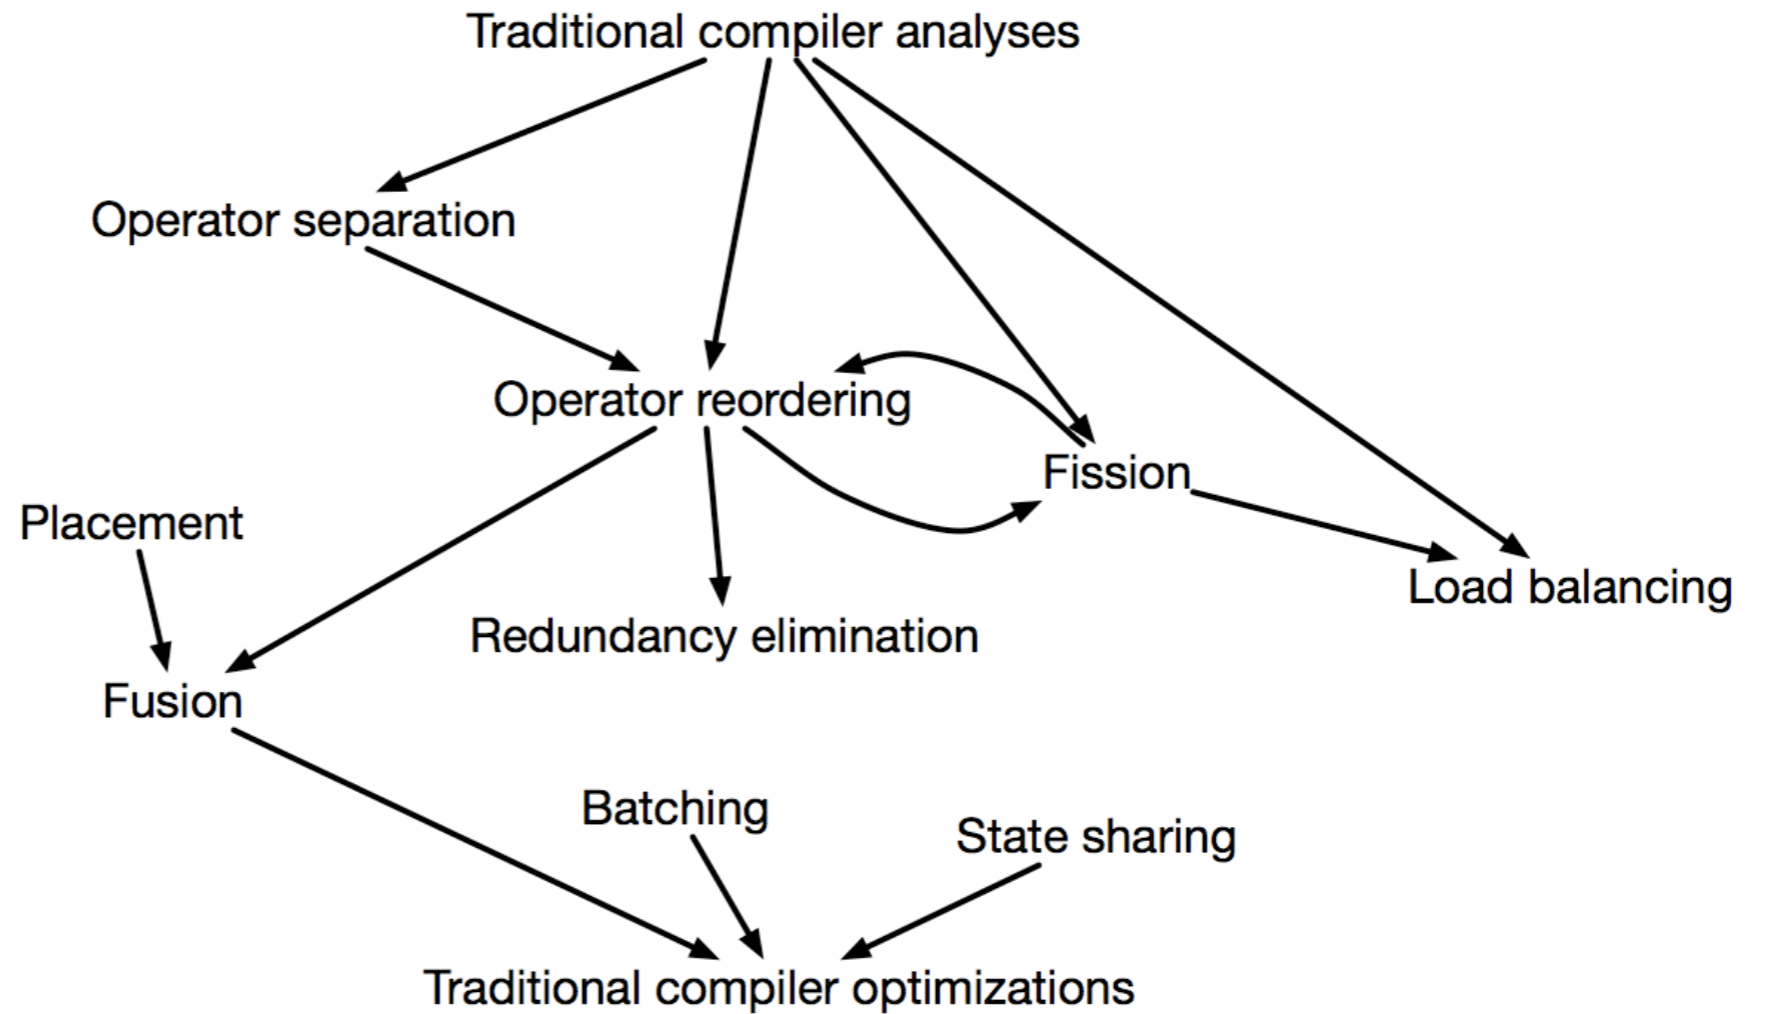 Traditional compiler analyses
Operator separation
Operator reordering
Fission
Placement
Load balancing
Redundancy elimination
Fusion
Batching
State sharing
Traditional compiler optimizations